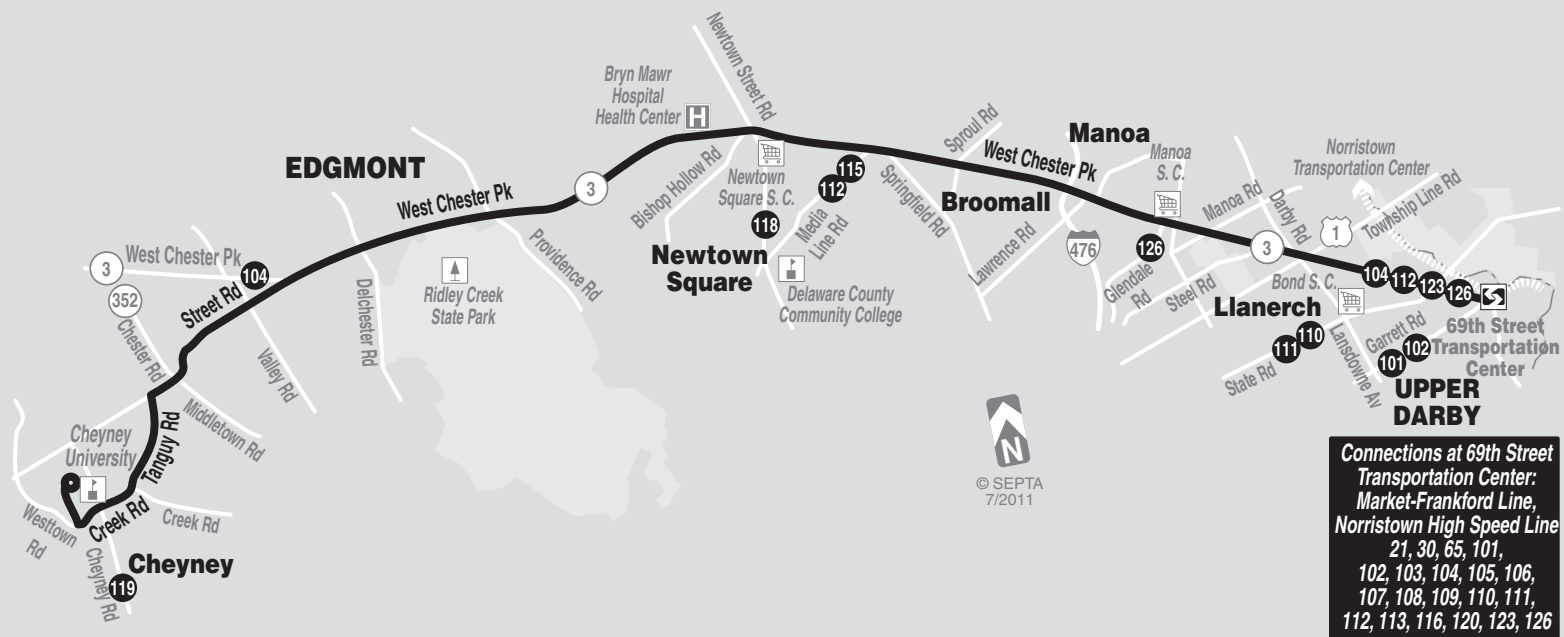 EDGMONT
Bryn Mawr
Hospital
Health Center
H
Newtown Street Rd
West Chester Pk
3
Bishop Hollow Rd
Newtown
Square S. C.
118
Newtown
Square
115
112
Media
Line Rd
Delaware County
Community College
Springfield Rd
Sproul Rd
Broomall
West Chester Pk
Lawrence Rd
Manoa
Manoa
S. C.
476
126
Glendale
Rd
Steel Rd
Manoa Rd
Darby Rd
3
1
Norristown
Transportation Center
Township Line Rd
Bond S. C.
Llanerch
104
112
123
126
69th Street
Transportation
Center
110
111
State Rd
Lansdowne Av
Garrett Rd
102
101
UPPER
DARBY
3
West Chester Pk
104
352
Chester Rd
Street Rd
Valley Rd
Middletown Rd
Delchester Rd
Ridley Creek
State Park
Providence Rd
Cheyney
University
Tanguy Rd
Creek Rd
Creek Rd
Westtown
Rd
Cheyney Rd
Cheyney
119
N
© SEPTA
7/2011
Connections at 69th Street
Transportation Center:
Market-Frankford Line,
Norristown High Speed Line
21, 30, 65, 101,
102, 103, 104, 105, 106,
107, 108, 109, 110, 111,
112, 113, 116, 120, 123, 126